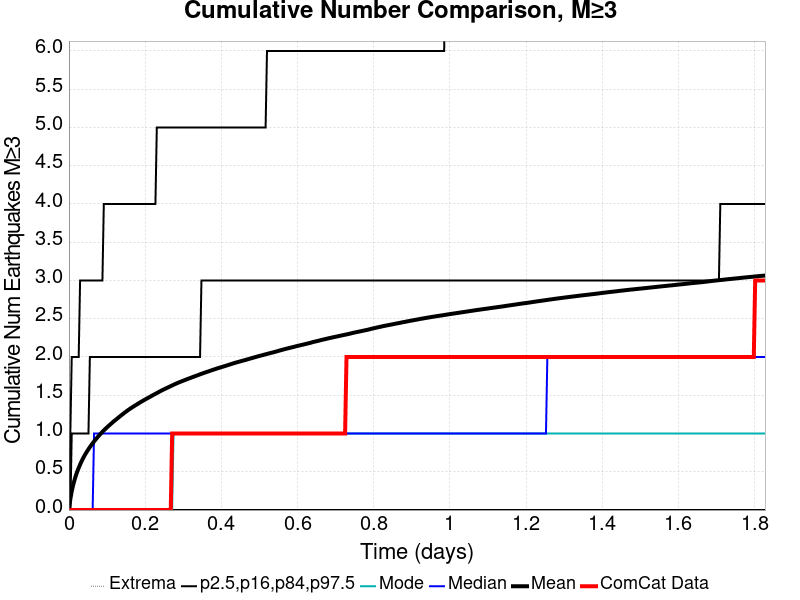 Cumulative Number Comparison, M≥3
Cumulative Num Earthquakes M≥3
6.0
5.5
5.0
4.5
4.0
3.5
3.0
2.5
2.0
1.5
1.0
0.5
0.0
0 0.2 0.4 0.6 0.8 1 1.2 1.4 1.6 1.8
Time (days)
Extrema p2.5,p16,p84,p97.5 Mode Median Mean ComCat Data